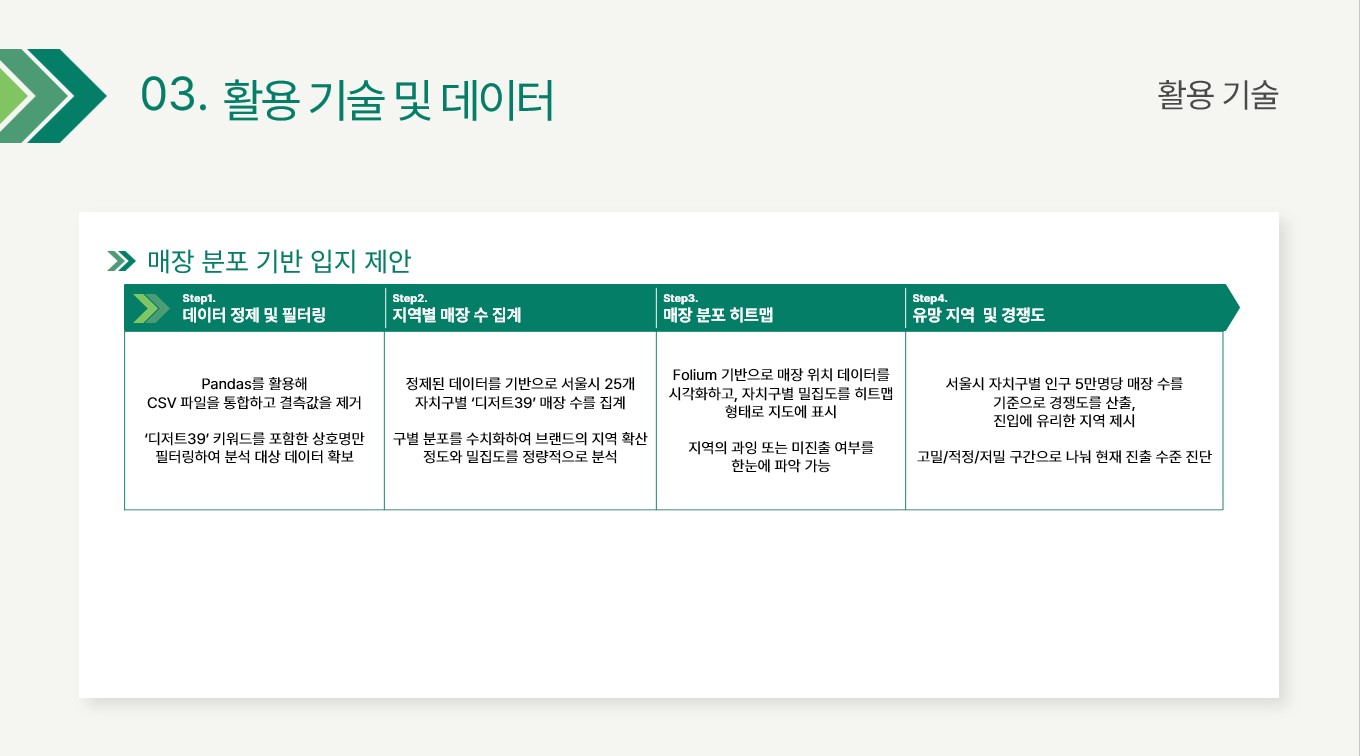 03. 활용 기술 및 데이터
활용 기술
매장 분포 기반 입지 제안
Step1.
데이터 정제 및 필터링
Step2.
지역별 매장 수 집계
Step3.
매장 분포 히트맵
Step4.
유망 지역  및 경쟁도
Pandas를 활용해
CSV 파일을 통합하고 결측값을 제거
‘디저트39’ 키워드를 포함한 상호명만
필터링하여 분석 대상 데이터 확보
정제된 데이터를 기반으로 서울시 25개
자치구별 ‘디저트39’ 매장 수를 집계
구별 분포를 수치화하여 브랜드의 지역 확산
정도와 밀집도를 정량적으로 분석
Folium 기반으로 매장 위치 데이터를
시각화하고, 자치구별 밀집도를 히트맵
형태로 지도에 표시
지역의 과잉 또는 미진출 여부를
한눈에 파악 가능
서울시 자치구별 인구 5만명당 매장 수를
기준으로 경쟁도를 산출,
진입에 유리한 지역 제시
고밀/적정/저밀 구간으로 나눠 현재 진출 수준 진단